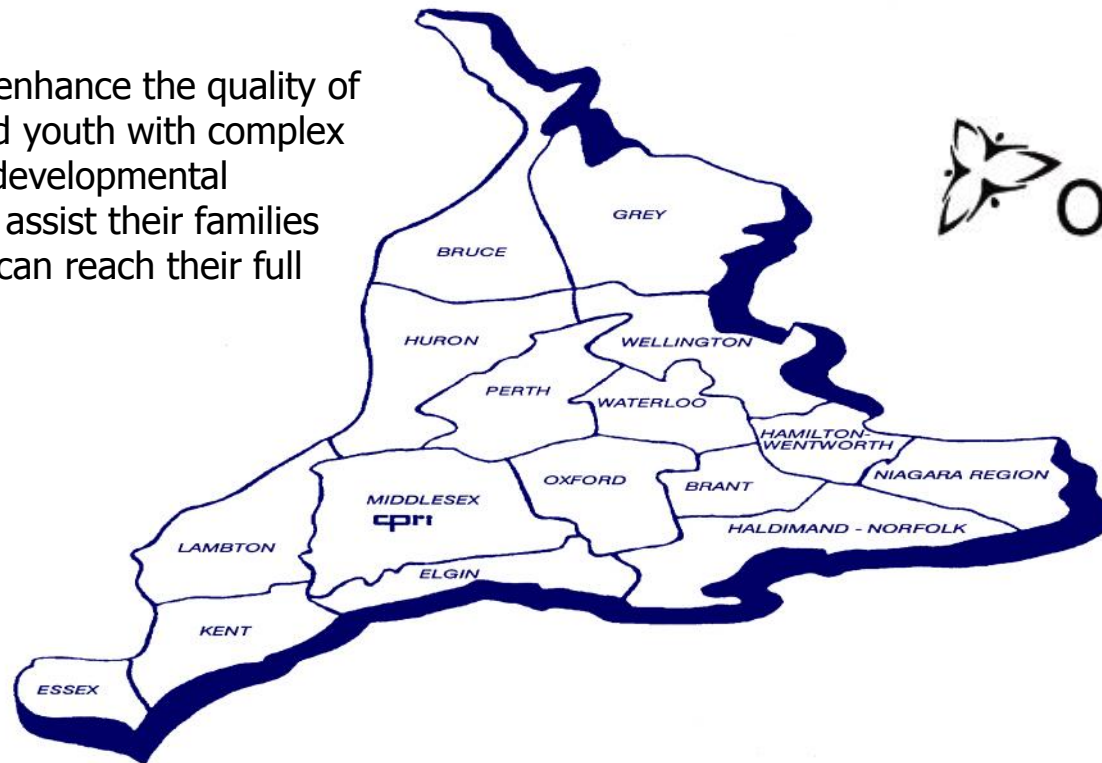 enhance the quality of
d youth with complex
developmental
assist their families
can reach their full
O
GREY
BRUCE
HURON
WELLINGTON
PERTH
WATERLOO
HAMILTON-
WENTWORTH
NIAGARA REGION
OXFORD
BRANT
MIDDLESEX
cpri
HALDIMAND - NORFOLK
LAMBTON
ELGIN
KENT
ESSEX